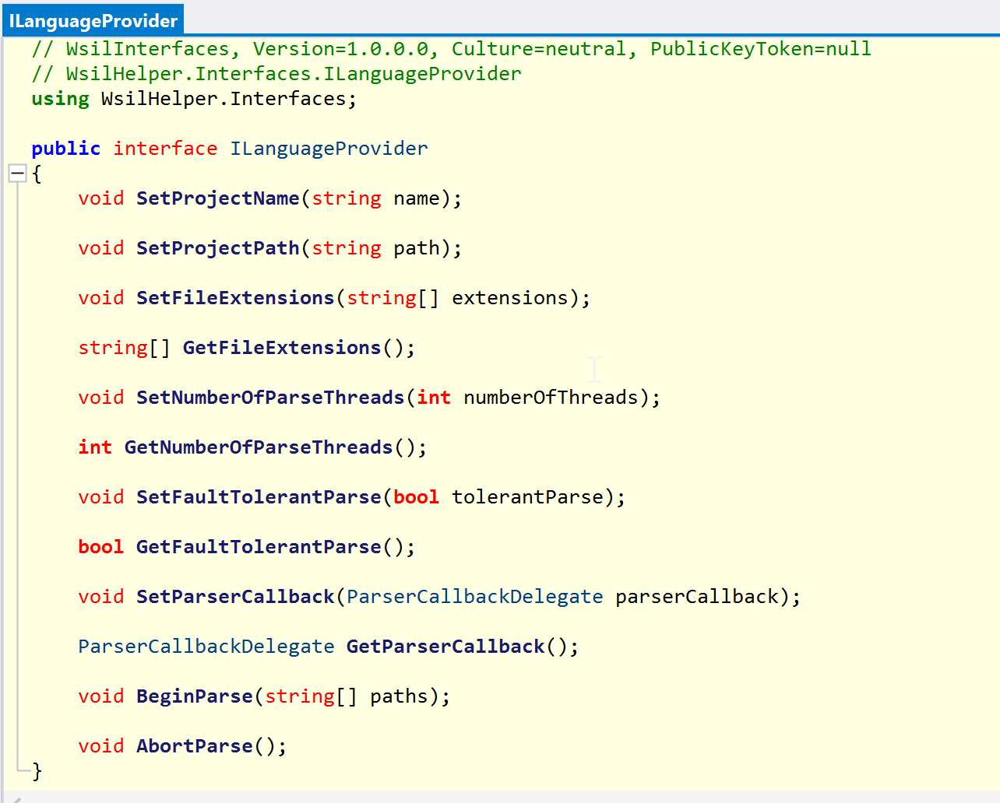 ILanguageProvider
// WsilInterfaces, Version=1.0.0.0, Culture=neutral, PublicKeyToken=null
// WsilHelper.Interfaces.ILanguageProvider
using WsilHelper.Interfaces;
public interface ILanguageProvider
{
void SetProjectName(string name);
void SetProjectPath(string path);
void SetFileExtensions(string[] extensions);
string[] GetFileExtensions();
void SetNumberOfParseThreads(int numberOfThreads);
int GetNumberOfParseThreads();
void SetFaultTolerantParse(bool tolerantParse);
bool GetFaultTolerantParse();
void SetParserCallback(ParserCallbackDelegate parserCallback);
ParserCallbackDelegate GetParserCallback();
void BeginParse(string[] paths);
void AbortParse();
}